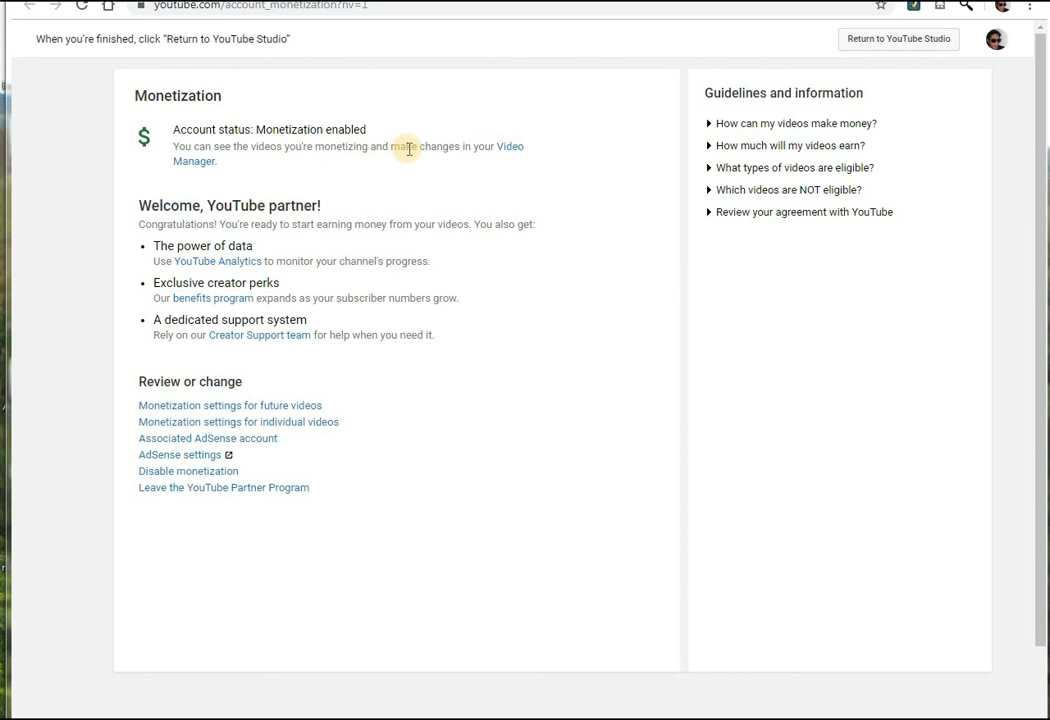 youtube.com/account_monetization?nv=1
When you're finished, click “Return to YouTube Studio”
Return to YouTube Studio
Monetization
Account status: Monetization enabled
You can see the videos you're monetizing and make changes in your Video
Manager.
Welcome, YouTube partner!
Congratulations! You're ready to start earning money from your videos. You also get:
The power of data
Use YouTube Analytics to monitor your channel's progress.
Exclusive creator perks
Our benefits program expands as your subscriber numbers grow.
A dedicated support system
Rely on our Creator Support team for help when you need it.
Review or change
Monetization settings for future videos
Monetization settings for individual videos
Associated AdSense account
AdSense settings
Disable monetization
Leave the YouTube Partner Program
Guidelines and information
How can my videos make money?
How much will my videos earn?
What types of videos are eligible?
Which videos are NOT eligible?
Review your agreement with YouTube